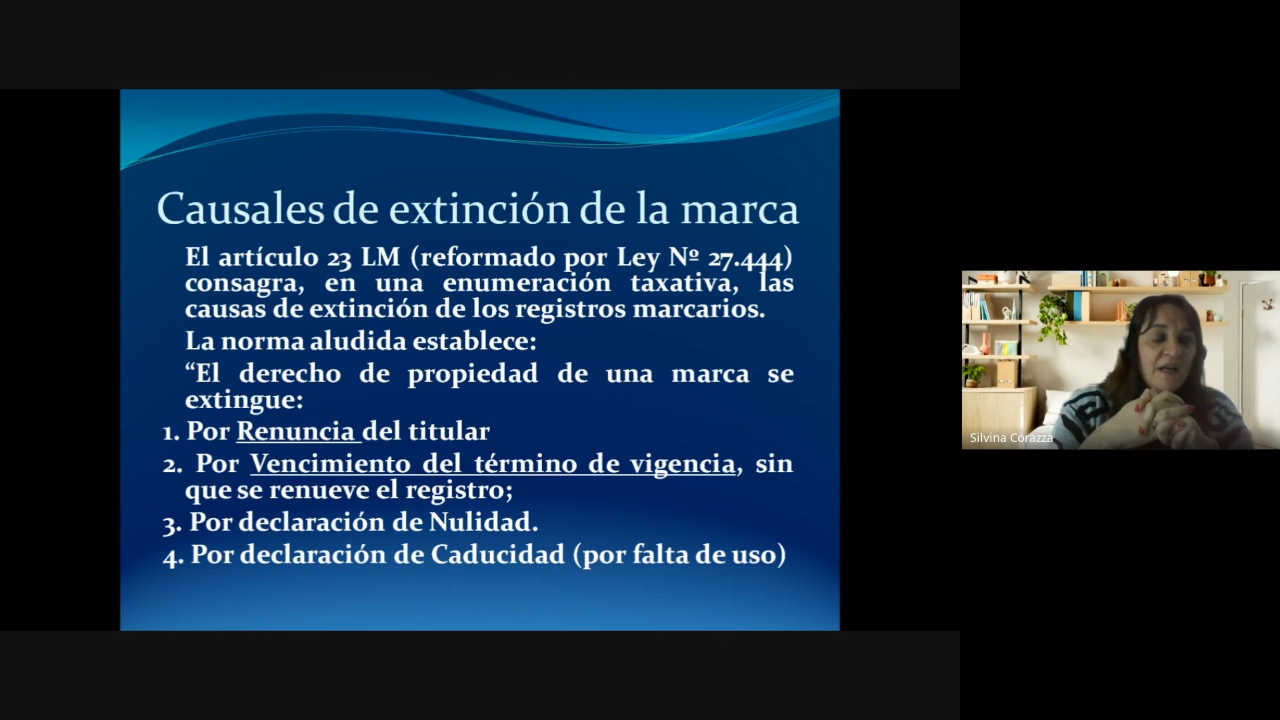 Causales de extinción de la marca
El artículo 23 LM (reformado por Ley Nº 27.444)
consagra, en una enumeración taxativa, las
causas de extinción de los registros marcarios.
La norma aludida establece:
“El derecho de propiedad de una marca se
extingue:
1. Por Renuncia del titular
2. Por Vencimiento del término de vigencia, sin
que se renueve el registro;
3. Por declaración de Nulidad.
4. Por declaración de Caducidad (por falta de uso)
Silvina Corazza